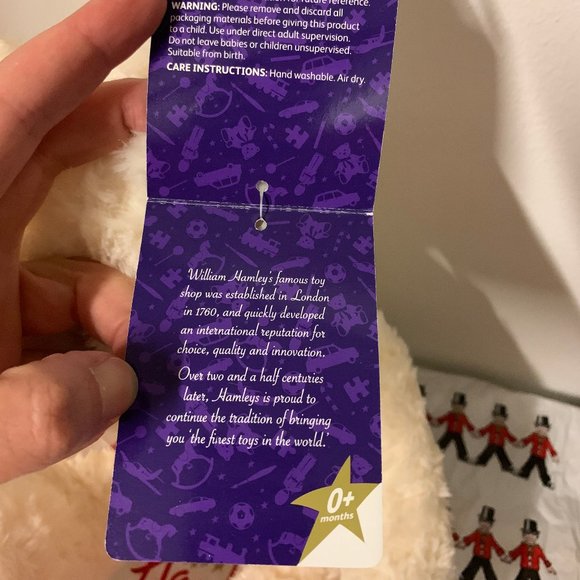 for future reference.
WARNING: Please remove and discard all
packaging materials before giving this product
to a child. Use under direct adult supervision.
Do not leave babies or children unsupervised.
Suitable from birth.
CARE INSTRUCTIONS: Hand washable. Air dry.
William Hamley's famous toy
shop was established in London
in 1760, and quickly developed
an international reputation for
choice, quality and innovation.
Over two and a half centuries
later, Hamleys is proud to
continue the tradition of bringing
you 'the finest toys in the world.'
0+
months
Ha